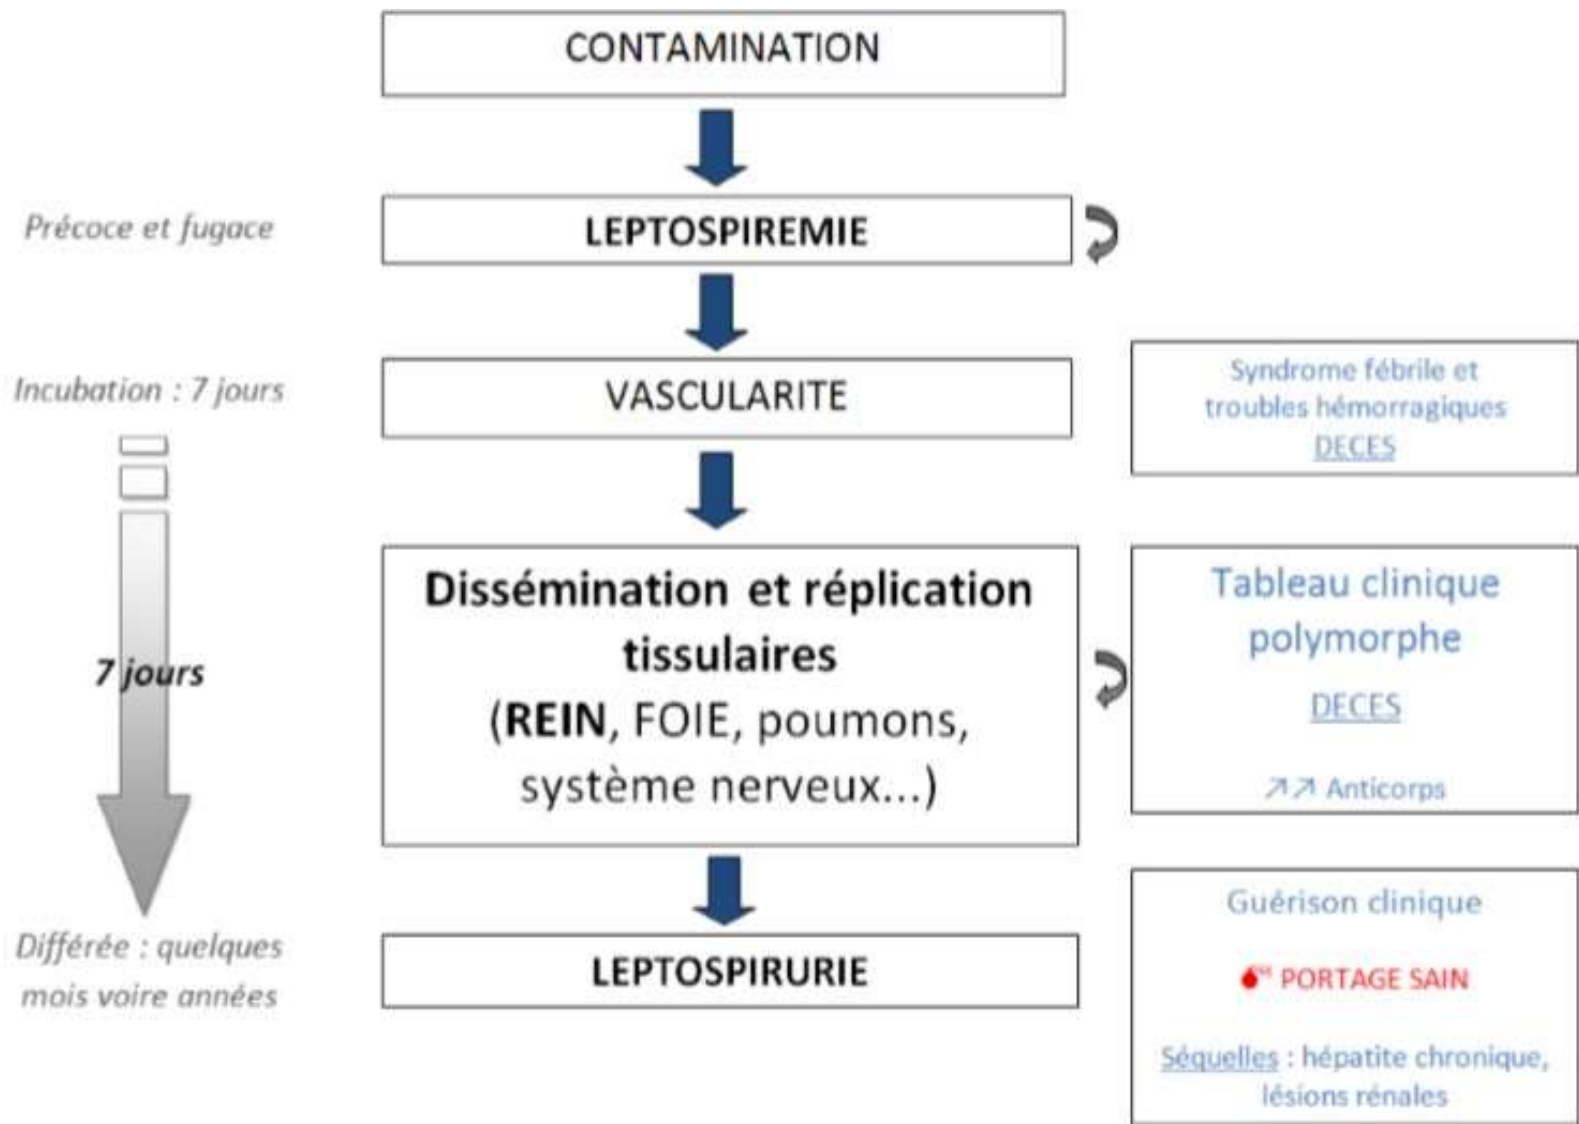 CONTAMINATION
Précoce et fugace
LEPTOSPIREMIE
Incubation : 7 jours
VASCULARITE
Syndrome fébrile et
troubles hémorragiques
DECES
7 jours
Dissémination et réplication
tissulaires
(REIN, FOIE, poumons,
système nerveux...)
Tableau clinique
polymorphe
DECES
↗↗ Anticorps
Différée : quelques
mois voire années
LEPTOSPIRURIE
Guérison clinique
PORTAGE SAIN
Séquelles : hépatite chronique,
lésions rénales